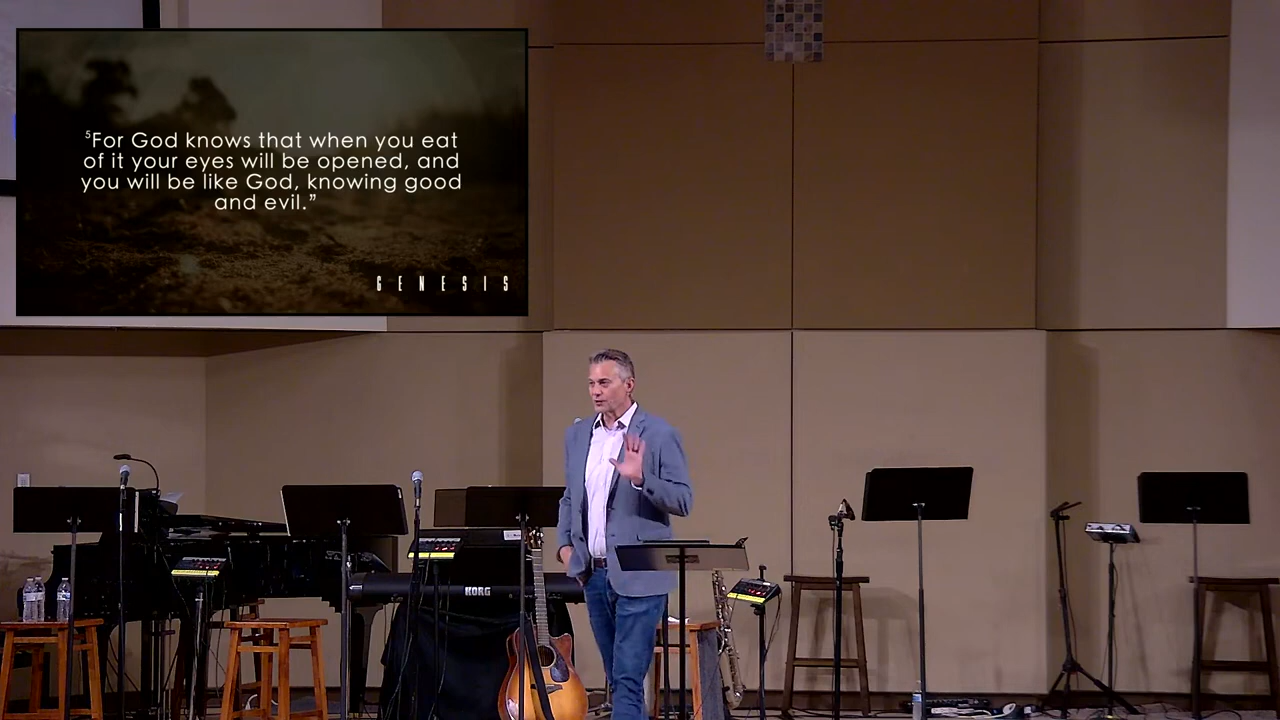 ⁵For God knows that when you eat
of it your eyes will be opened, and
you will be like God, knowing good
and evil.”
GENESIS
KORG